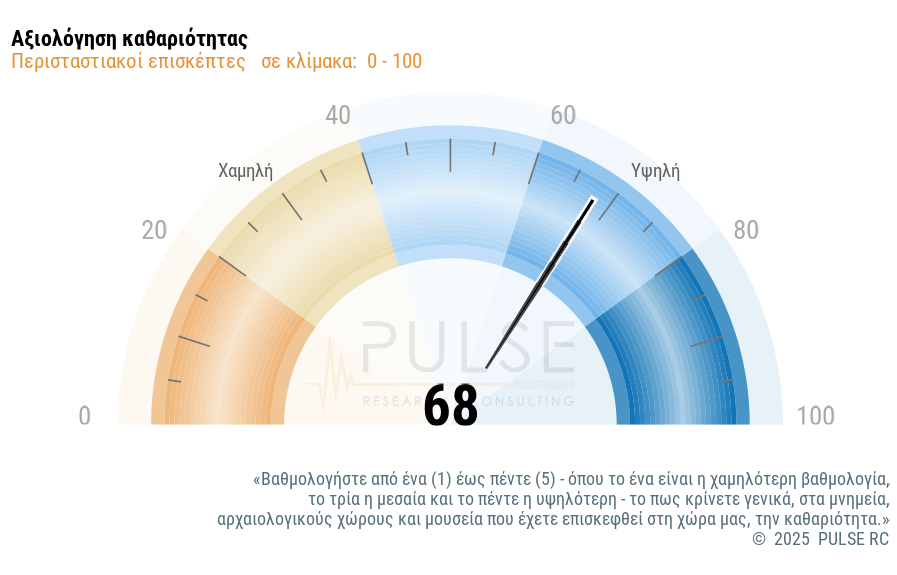 Αξιολόγηση καθαριότητας
Περισταστιακοί επισκέπτες σε κλίμακα: 0 - 100
40
60
Χαμηλή
Υψηλή
20
80
PULSE
KOSMON
RESEARCH CONSULTING
68
0
100
«Βαθμολογήστε από ένα (1) έως πέντε (5) - όπου το ένα είναι η χαμηλότερη βαθμολογία,
το τρία η μεσαία και το πέντε η υψηλότερη - το πως κρίνετε γενικά, στα μνημεία,
αρχαιολογικούς χώρους και μουσεία που έχετε επισκεφθεί στη χώρα μας, την καθαριότητα.»
© 2025 PULSE RC